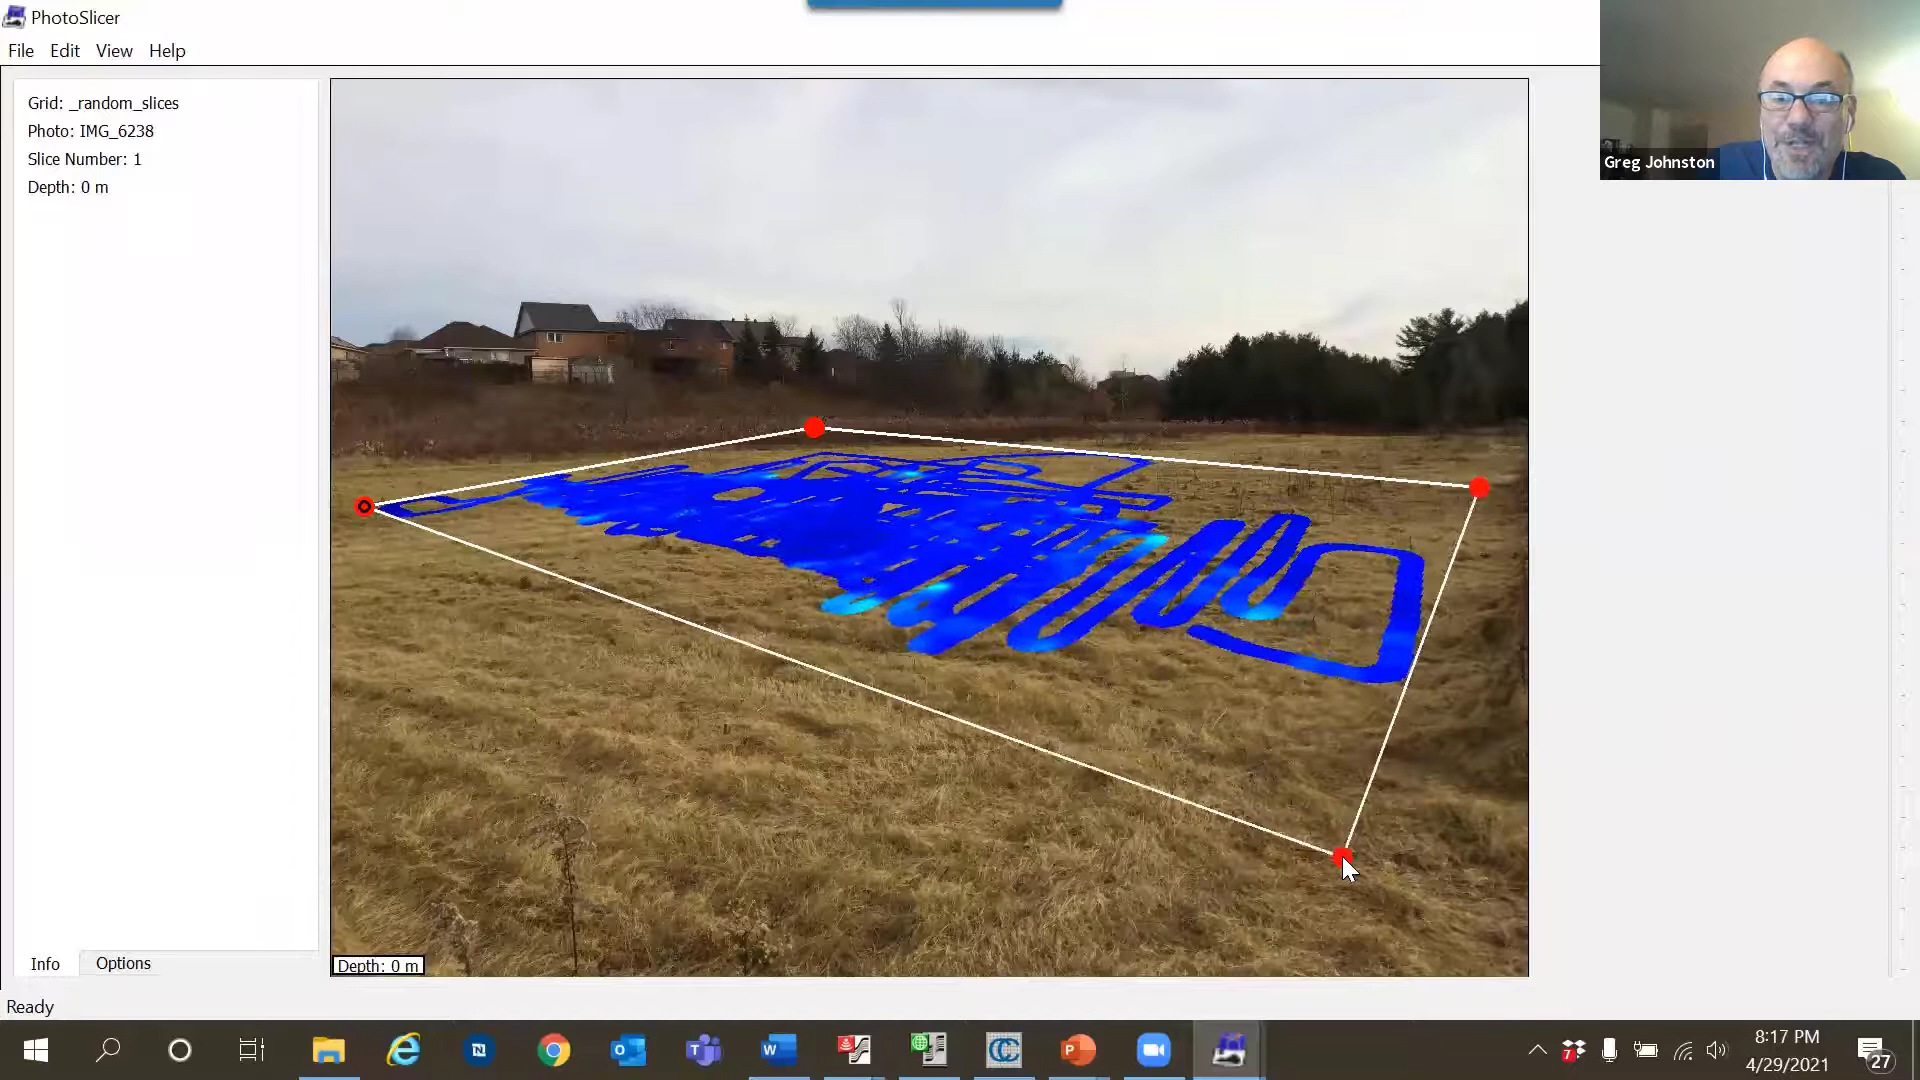 PhotoSlicer
File Edit View Help
Grid: _random_slices
Photo: IMG_6238
Slice Number: 1
Depth: 0 m
Greg Johnston
Depth: 0 m
Info Options
Ready
8:17 PM
4/29/2021
27
7